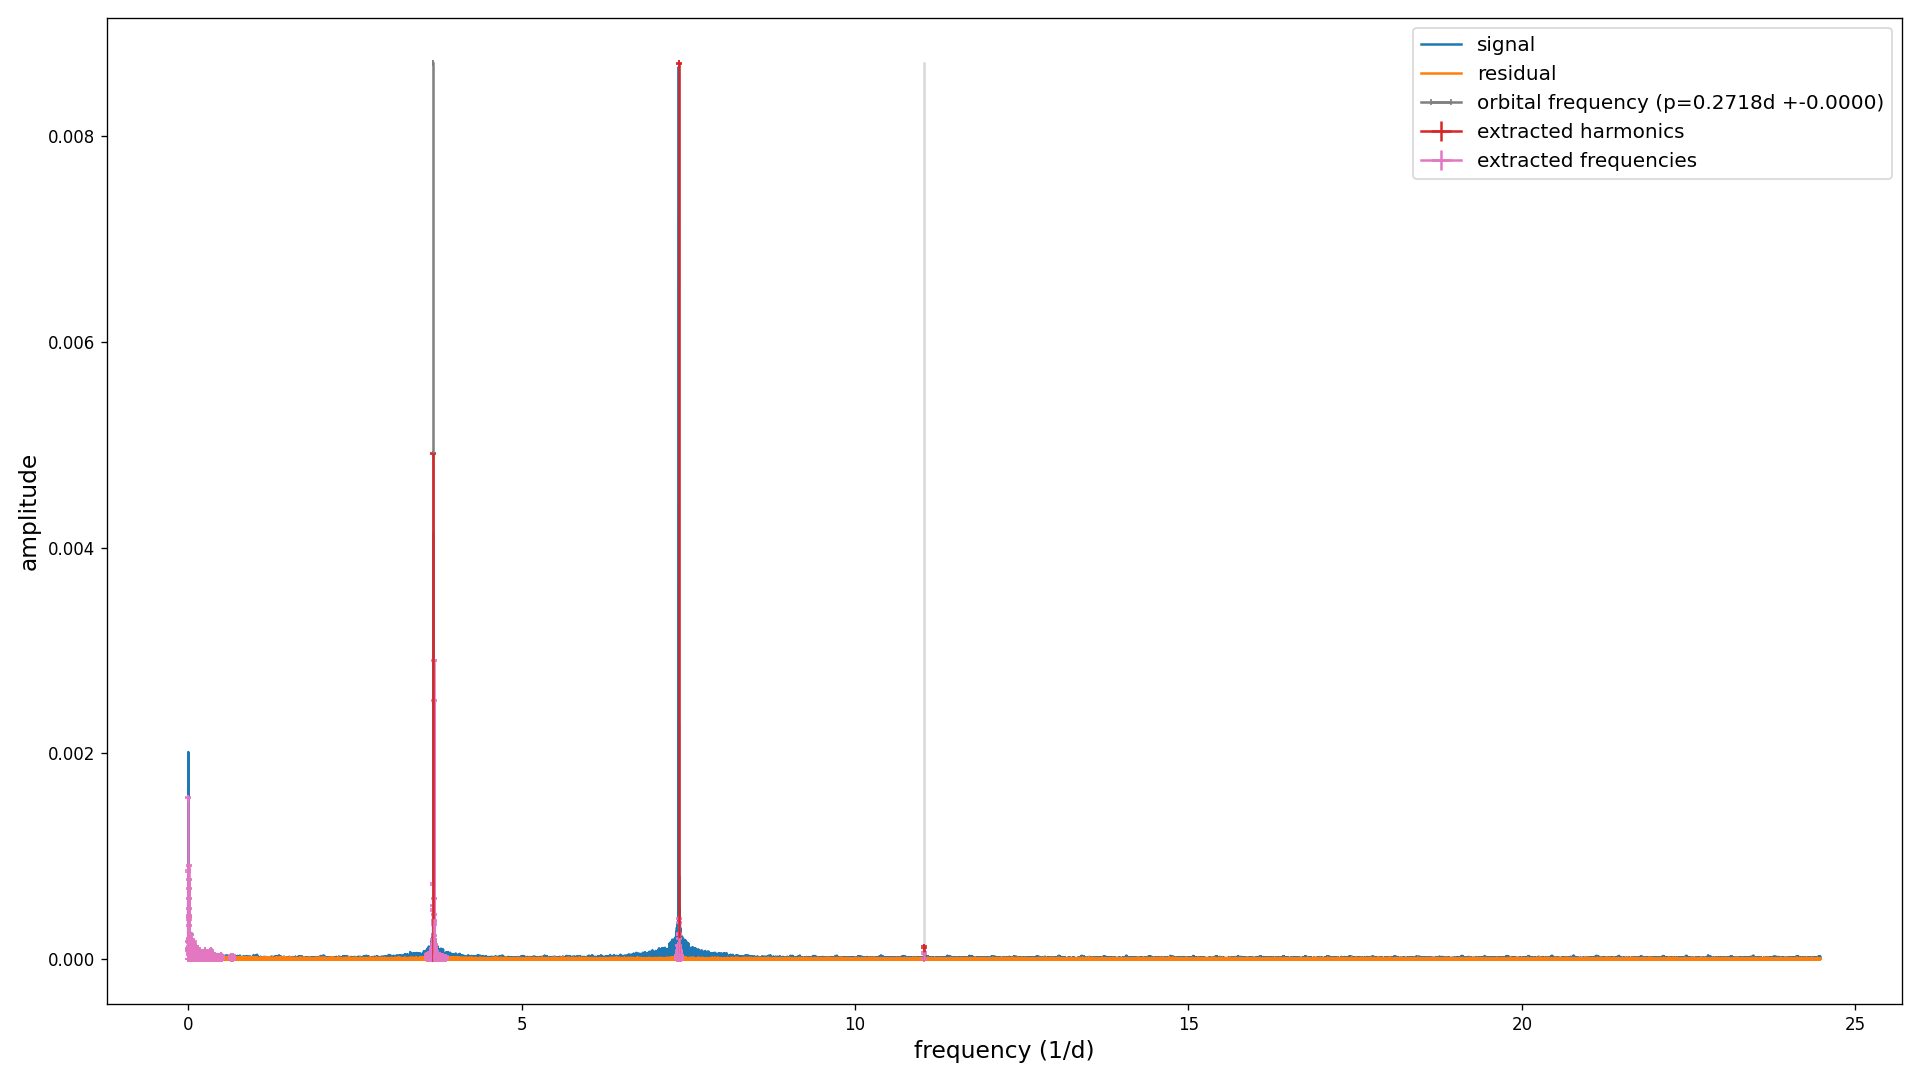 signal
residual
orbital frequency (p=0.2718d +-0.0000)
extracted harmonics
extracted frequencies
0.008
0.006
0.004
0.002
0.000
amplitude
0 5 10 15 20 25
frequency (1/d)